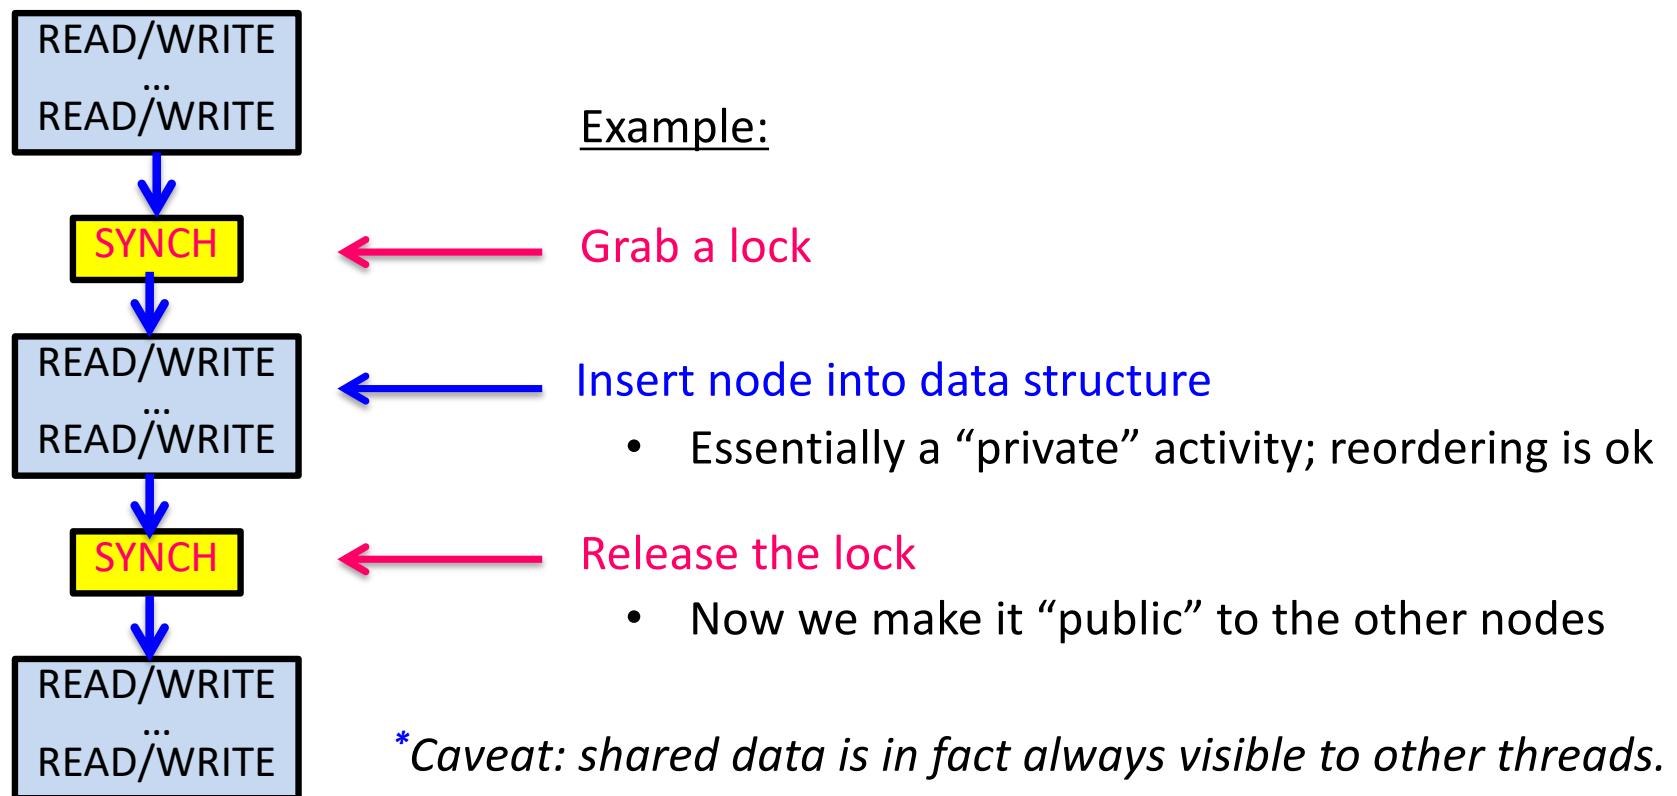 READ/WRITE
...
READ/WRITE
Example:
SYNCH
Grab a lock
READ/WRITE
...
READ/WRITE
Insert node into data structure
• Essentially a “private” activity; reordering is ok
SYNCH
Release the lock
• Now we make it “public” to the other nodes
READ/WRITE
...
READ/WRITE
*Caveat: shared data is in fact always visible to other threads.